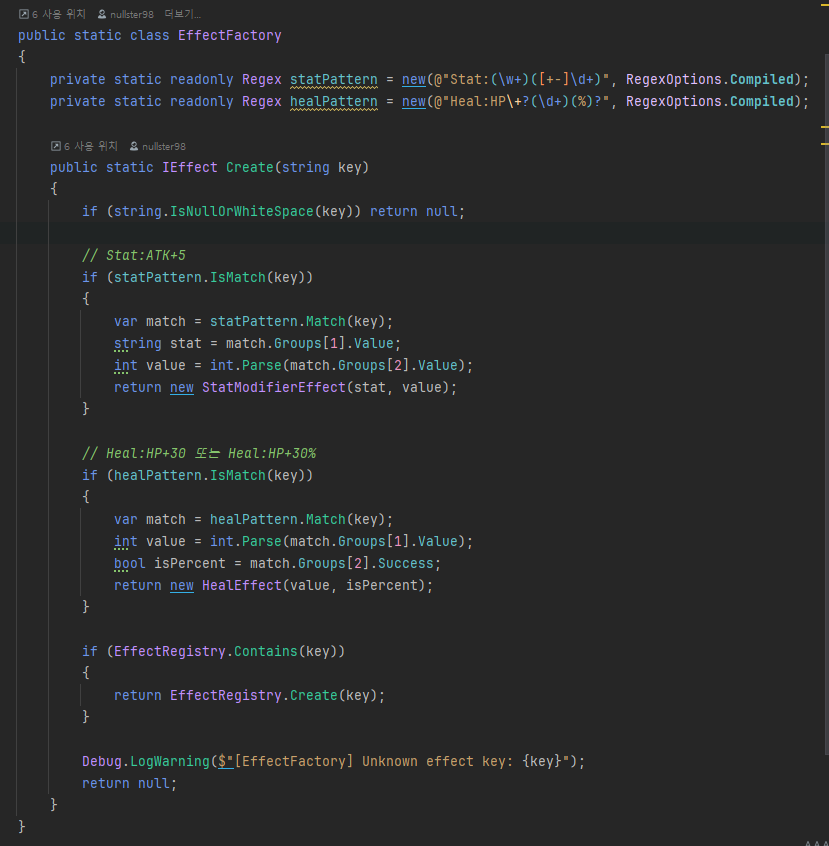 6 사용 위치 nullster98 더보기...
public static class EffectFactory
{
    private static readonly Regex statPattern = new(@"Stat:(\w+)([+-]\d+)", RegexOptions.Compiled);
    private static readonly Regex healPattern = new(@"Heal:HP\+?(\d+)(%)?", RegexOptions.Compiled);
    6 사용 위치 nullster98
    public static IEffect Create(string key)
    {
        if (string.IsNullOrWhiteSpace(key)) return null;
        // Stat:ATK+5
        if (statPattern.IsMatch(key))
        {
            var match = statPattern.Match(key);
            string stat = match.Groups[1].Value;
            int value = int.Parse(match.Groups[2].Value);
            return new StatModifierEffect(stat, value);
        }
        // Heal:HP+30 또는 Heal:HP+30%
        if (healPattern.IsMatch(key))
        {
            var match = healPattern.Match(key);
            int value = int.Parse(match.Groups[1].Value);
            bool isPercent = match.Groups[2].Success;
            return new HealEffect(value, isPercent);
        }
        if (EffectRegistry.Contains(key))
        {
            return EffectRegistry.Create(key);
        }
        Debug.LogWarning($"[EffectFactory] Unknown effect key: {key}");
        return null;
    }
}